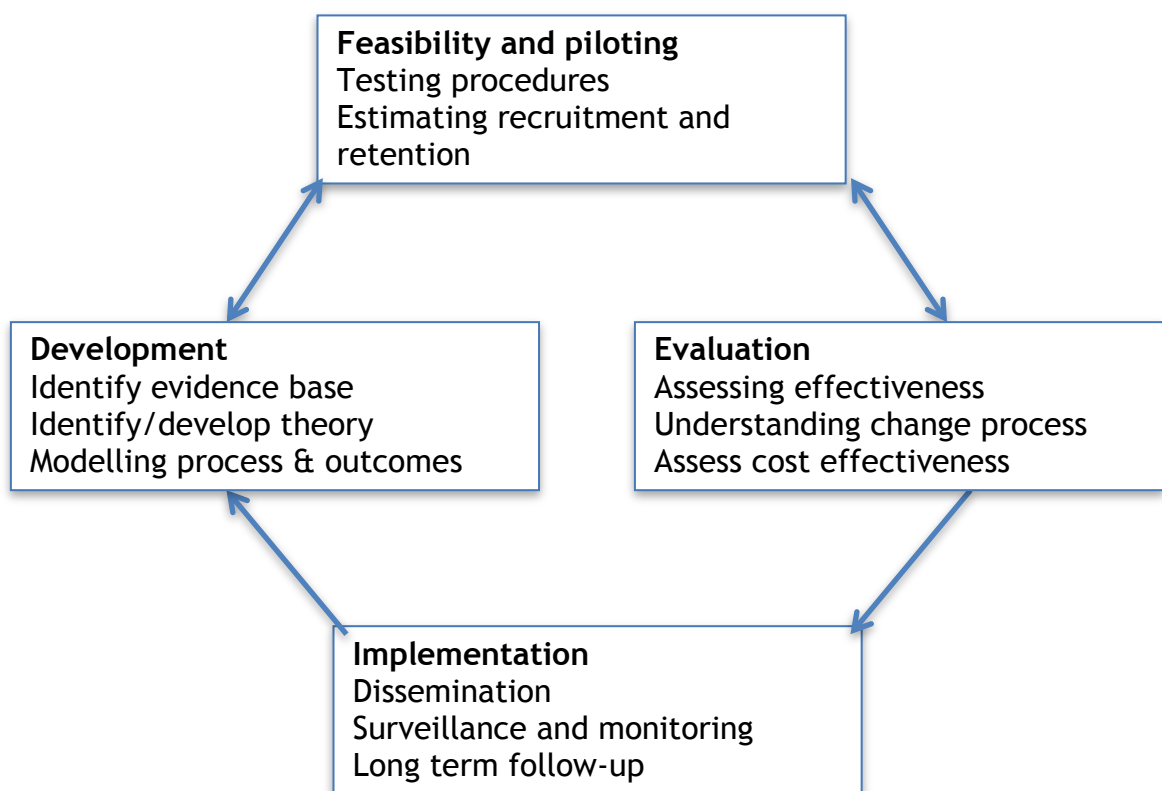 Feasibility and piloting
Testing procedures
Estimating recruitment and
retention
Development
Identify evidence base
Identify/develop theory
Modelling process & outcomes
Evaluation
Assessing effectiveness
Understanding change process
Assess cost effectiveness
Implementation
Dissemination
Surveillance and monitoring
Long term follow-up